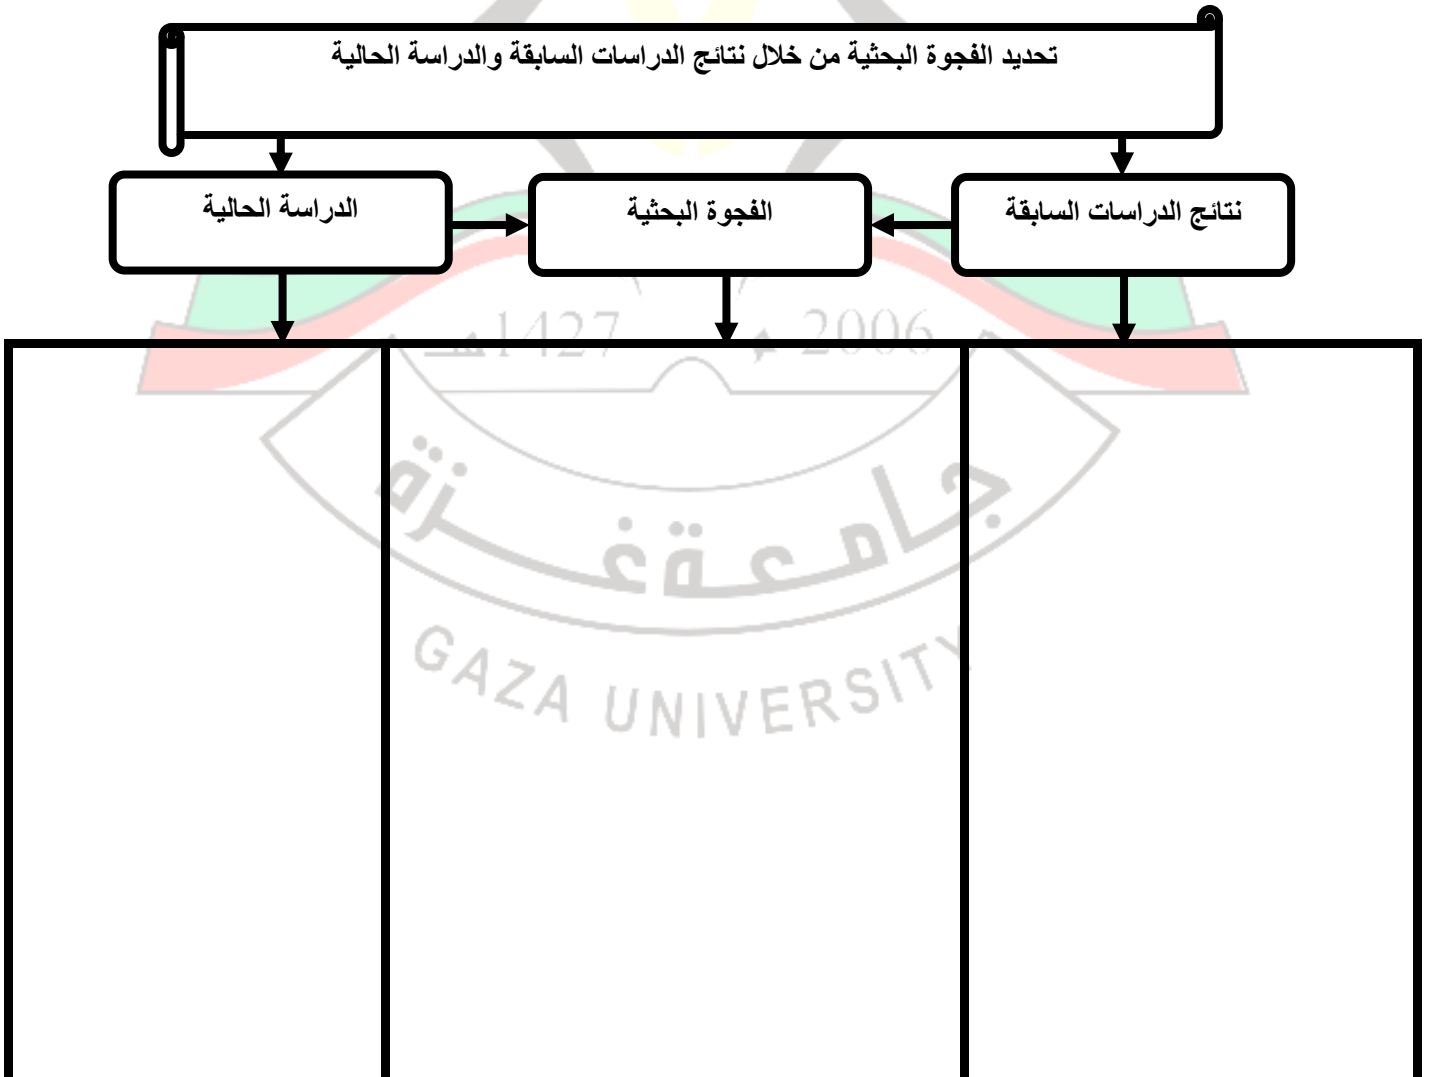 تحديد الفجوة البحثية من خلال نتائج الدراسات السابقة والدراسة الحالية
نتائج الدراسات السابقة
الفجوة البحثية
الدراسة الحالية
2006 م
1427 هـ
جامعة غزة
GAZA UNIVERSITY